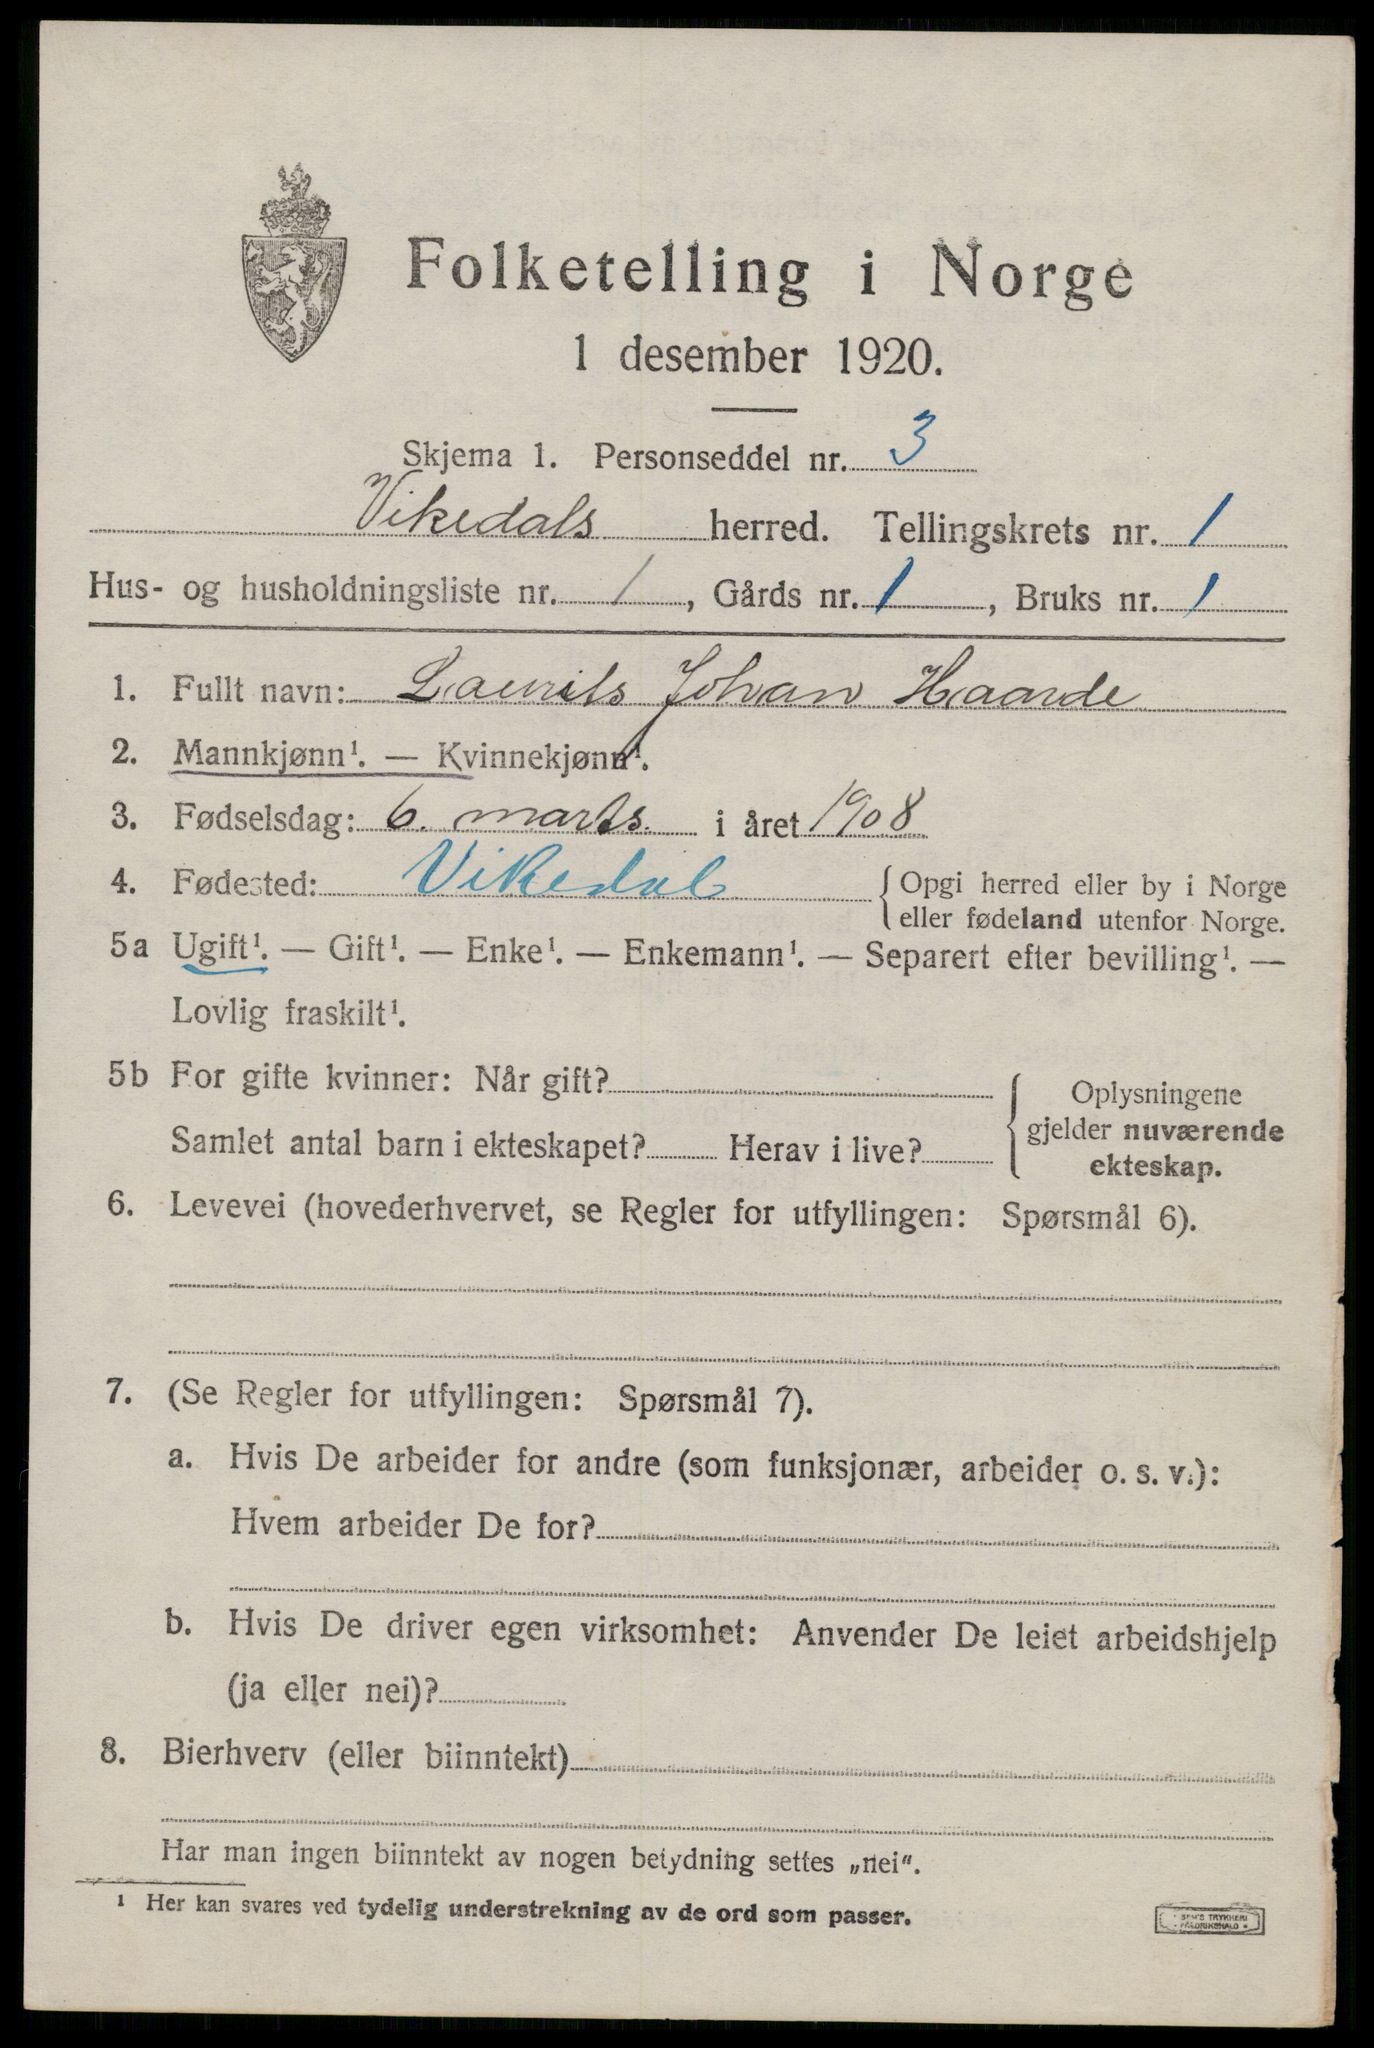 Folketelling i Norge
1 desember 1920.
Skjema 1. Personseddel nr. 3
Vikedals herred. Tellingskrets nr. 1
Hus- og husholdningsliste nr. 1, Gårds nr. 1, Bruks nr. 1
1. Fullt navn: Laurits Johan Haarde
2. Mannkjønn¹. — Kvinnekjønn¹.
3. Fødselsdag: 6. marts. i året 1908
4. Fødested: Vikedal { Opgi herred eller by i Norge
eller fødeland utenfor Norge.
5a Ugift¹. — Gift¹. — Enke¹. — Enkemann¹. — Separert efter bevilling¹. —
Lovlig fraskilt¹.
5b For gifte kvinner: Når gift?
Samlet antal barn i ekteskapet? Herav i live?
{ Oplysningene
gjelder nuværende
ekteskap.
6. Levevei (hovederhvervet, se Regler for utfyllingen: Spørsmål 6).
7. (Se Regler for utfyllingen: Spørsmål 7).
a. Hvis De arbeider for andre (som funksjonær, arbeider o. s. v.):
Hvem arbeider De for?
b. Hvis De driver egen virksomhet: Anvender De leiet arbeidshjelp
(ja eller nei)?
8. Bierhverv (eller biinntekt)
Har man ingen biinntekt av nogen betydning settes „nei“.
¹ Her kan svares ved tydelig understrekning av de ord som passer.
TRYKKERI